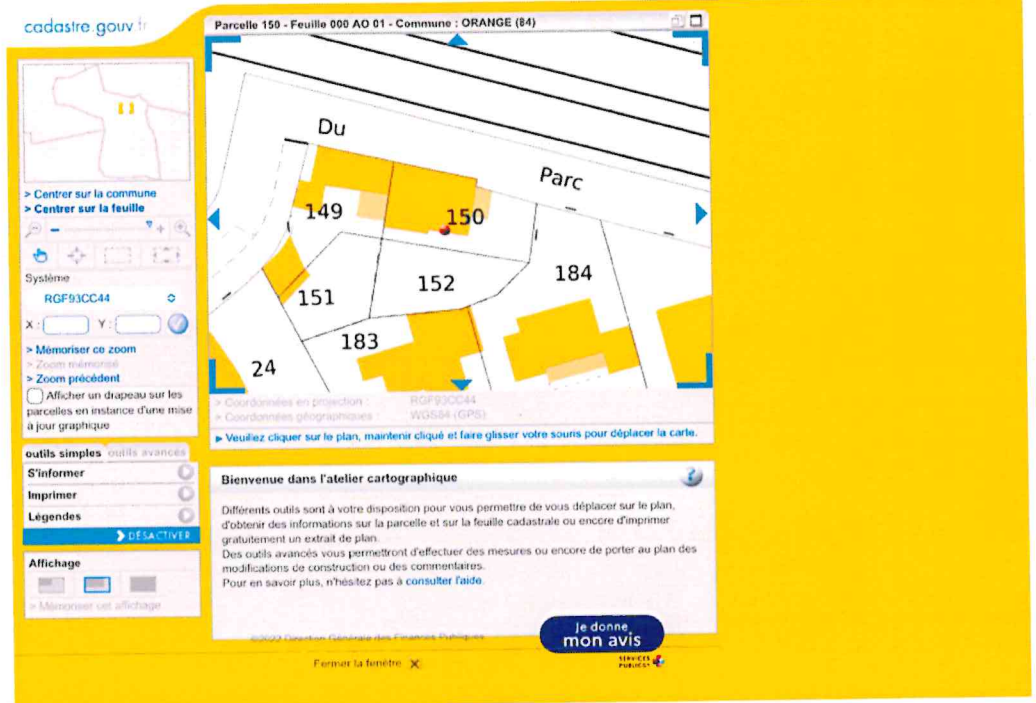 cadastre.gouv.fr
Parcelle 150 - Feuille 000 AO 01 - Commune : ORANGE (84)
> Centrer sur la commune
> Centrer sur la feuille
Système
RGF93CC44
X : Y :
> Mémoriser ce zoom
> Zoom mémorisé
> Zoom précédent
Afficher un drapeau sur les
parcelles en instance d'une mise
à jour graphique
outils simples outils avancés
S'informer
Imprimer
Légendes
DÉSACTIVER
Affichage
> Mémoriser cet affichage
Du
Parc
149
150
151
152
184
183
24
> Coordonnées en projection : RGF93CC44
> Coordonnées géographiques : WGS84 (GPS) -
Veuillez cliquer sur le plan, maintenir cliqué et faire glisser votre souris pour déplacer la carte.
Bienvenue dans l'atelier cartographique
Différents outils sont à votre disposition pour vous permettre de vous déplacer sur le plan,
d'obtenir des informations sur la parcelle et sur la feuille cadastrale ou encore d'imprimer
gratuitement un extrait de plan.
Des outils avancés vous permettront d'effectuer des mesures ou encore de porter au plan des
modifications de construction ou des commentaires.
Pour en savoir plus, n'hésitez pas à consulter l'aide.
©2022 Direction Générale des Finances Publiques
Je donne
mon avis
SERVICES
PUBLICS+
Fermer la fenêtre X